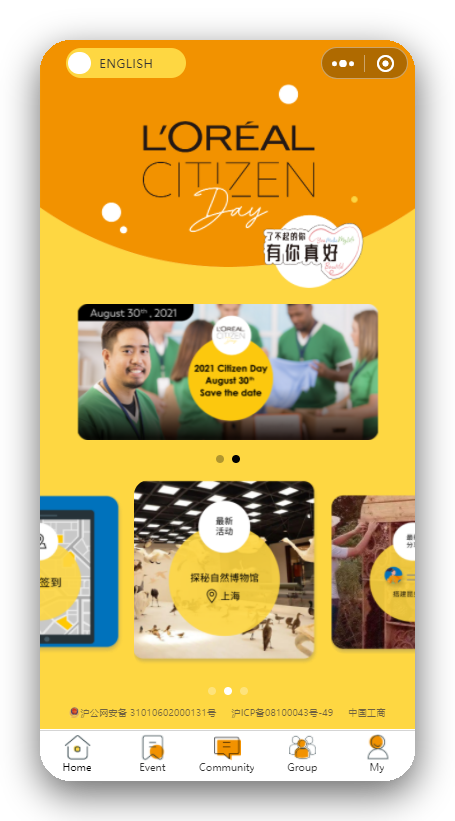 ENGLISH
L'ORÉAL
CITIZEN
Day
了不起的你
有你真好
August 30th, 2021
L'ORÉAL
CITIZEN
2021 Citizen Day
August 30th
Save the date
签到
最新
活动
探秘自然博物馆
上海
沪公网安备 31010602000131号 沪ICP备08100043号-49 中国工商
Home Event Community Group My